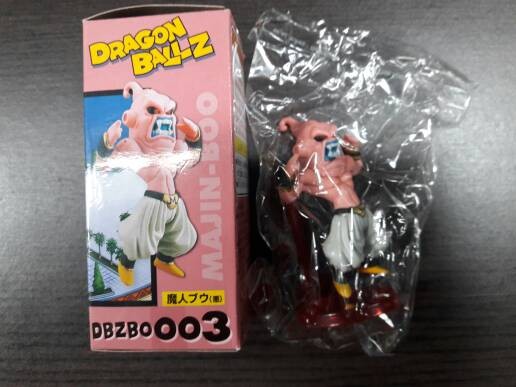 DRAGON
BALL Z
MAJIN-BOO
魔人ブウ(悪)
DBZBO 003